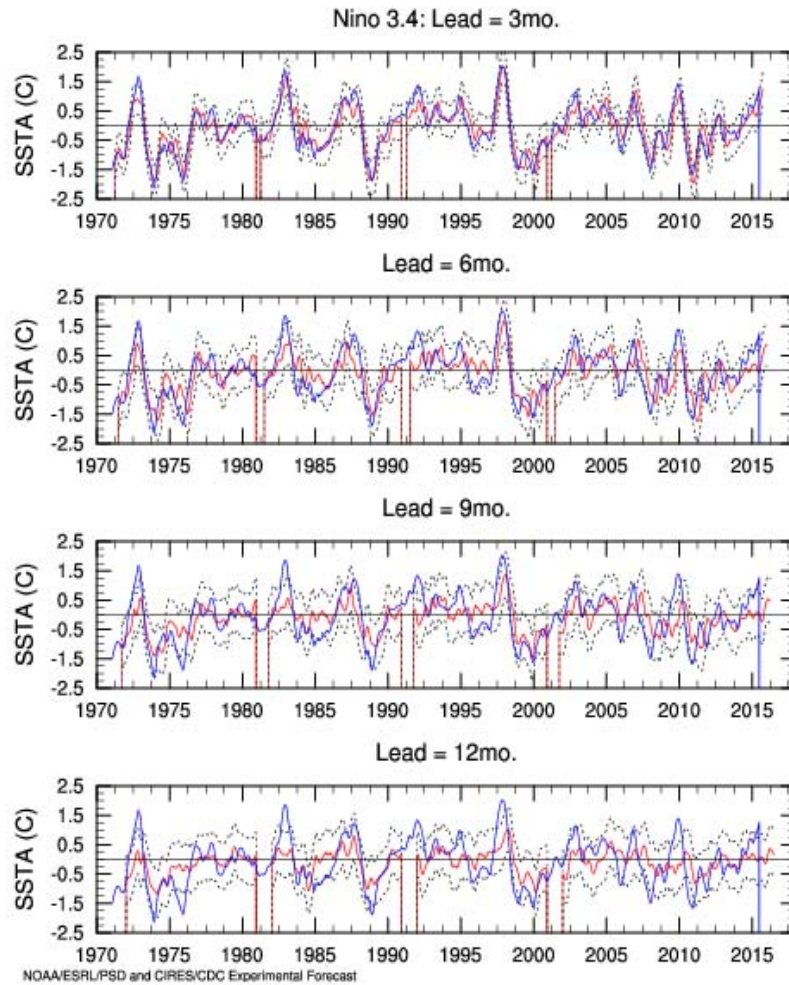 Nino 3.4: Lead = 3mo.
2.5
1.5
0.5
-0.5
-1.5
-2.5
SSTA (C)
1970 1975 1980 1985 1990 1995 2000 2005 2010 2015
Lead = 6mo.
2.5
1.5
0.5
-0.5
-1.5
-2.5
SSTA (C)
1970 1975 1980 1985 1990 1995 2000 2005 2010 2015
Lead = 9mo.
2.5
1.5
0.5
-0.5
-1.5
-2.5
SSTA (C)
1970 1975 1980 1985 1990 1995 2000 2005 2010 2015
Lead = 12mo.
2.5
1.5
0.5
-0.5
-1.5
-2.5
SSTA (C)
1970 1975 1980 1985 1990 1995 2000 2005 2010 2015
NOAA/ESRL/PSD and CIRES/CDC Experimental Forecast